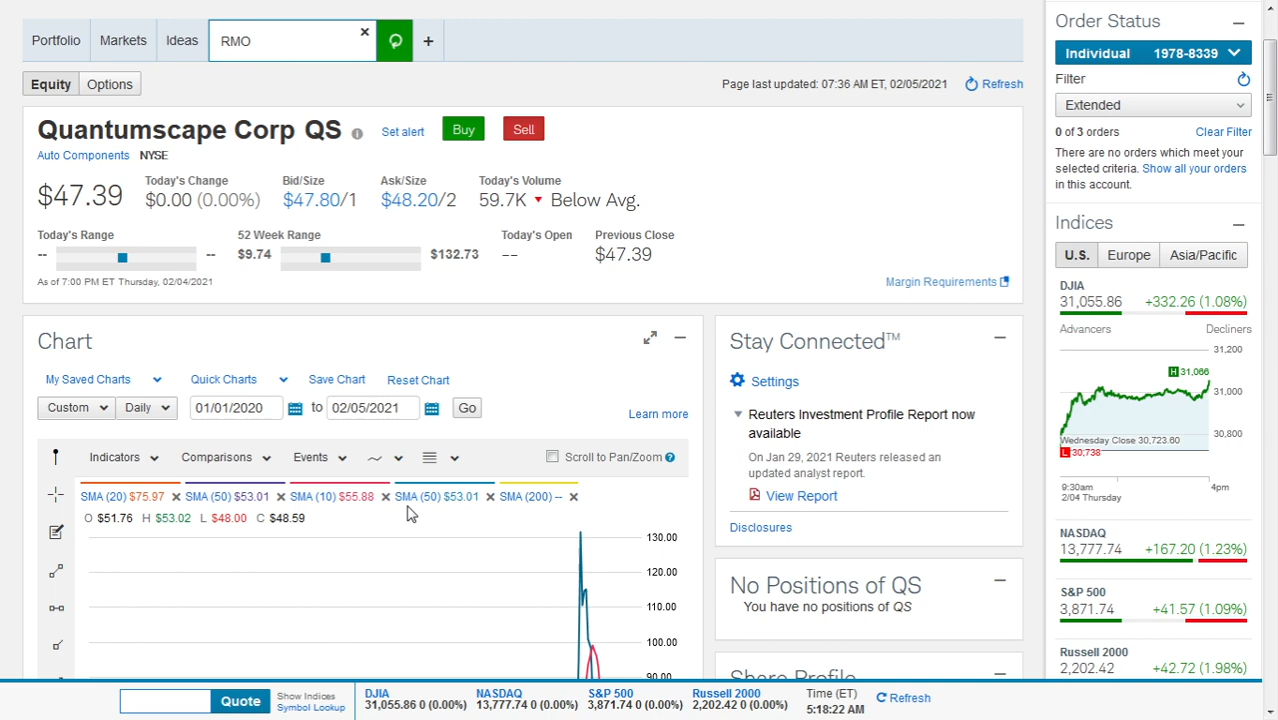 Portfolio
Markets
Ideas
RMO
+
Equity
Options
Page last updated: 07:36 AM ET, 02/05/2021
Refresh
Quantumscape Corp QS
Set alert
Buy
Sell
Auto Components NYSE
$47.39
Today's Change
$0.00 (0.00%)
Bid/Size
$47.80/1
Ask/Size
$48.20/2
Today's Volume
59.7K Below Avg.
Today's Range
-- --
52 Week Range
$9.74 $132.73
Today's Open
--
Previous Close
$47.39
As of 7:00 PM ET Thursday, 02/04/2021
Margin Requirements
Chart
My Saved Charts
Quick Charts
Save Chart
Reset Chart
Custom
Daily
01/01/2020 to 02/05/2021
Go
Learn more
Indicators
Comparisons
Events
Scroll to Pan/Zoom
SMA (20) $75.97
SMA (50) $53.01
SMA (10) $55.88
SMA (50) $53.01
SMA (200) --
O $51.76 H $53.02 L $48.00 C $48.59
130.00
120.00
110.00
100.00
90.00
Stay Connected™
Settings
Reuters Investment Profile Report now
available
On Jan 29, 2021 Reuters released an
updated analyst report.
View Report
Disclosures
No Positions of QS
You have no positions of QS
Share Profile
Order Status
Individual 1978-8339
Filter
Extended
0 of 3 orders
Clear Filter
There are no orders which meet your
selected criteria. Show all your orders
in this account.
Indices
U.S.
Europe
Asia/Pacific
DJIA
31,055.86 +332.26 (1.08%)
Advancers Decliners
31,200
H 31,066
31,000
30,800
Wednesday Close 30,723.60
L 30,738
9:30am 4pm
2/04 Thursday
NASDAQ
13,777.74 +167.20 (1.23%)
S&P 500
3,871.74 +41.57 (1.09%)
Russell 2000
2,202.42 +42.72 (1.98%)
Quote
Show Indices
Symbol Lookup
DJIA
31,055.86 0 (0.00%)
NASDAQ
13,777.74 0 (0.00%)
S&P 500
3,871.74 0 (0.00%)
Russell 2000
2,202.42 0 (0.00%)
Time (ET)
5:18:22 AM
Refresh